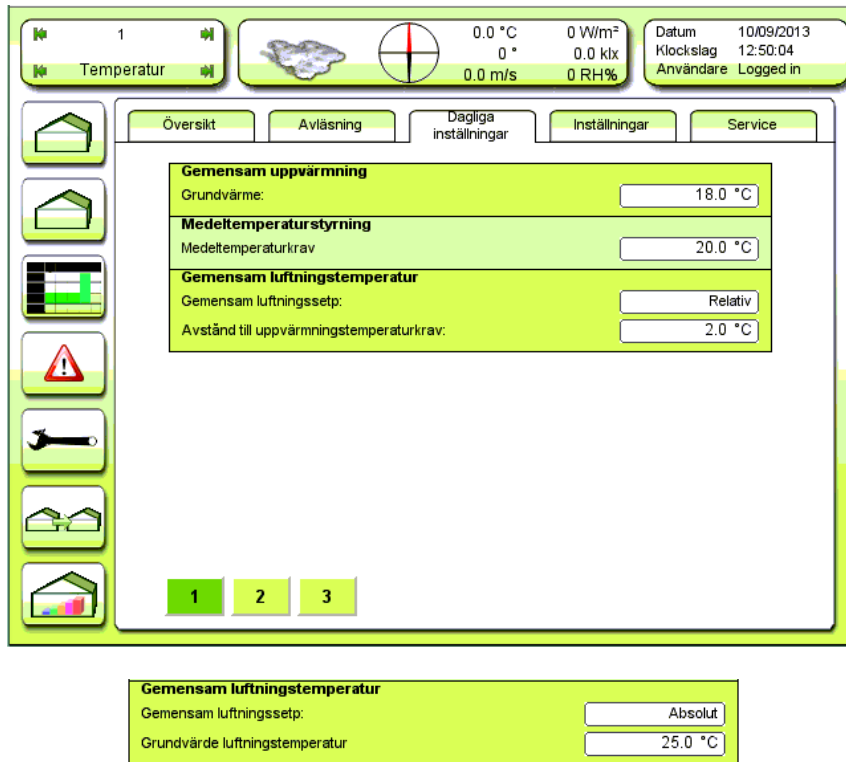 1
Temperatur
0.0 °C
0 °
0.0 m/s
0 W/m²
0.0 klx
0 RH%
Datum 10/09/2013
Klockslag 12:50:04
Användare Logged in
Översikt
Avläsning
Dagliga
inställningar
Inställningar
Service
Gemensam uppvärmning
Grundvärme: 18.0 °C
Medeltemperaturstyrning
Medeltemperaturkrav 20.0 °C
Gemensam luftningstemperatur
Gemensam luftningssetp: Relativ
Avstånd till uppvärmningstemperaturkrav: 2.0 °C
1 2 3
Gemensam luftningstemperatur
Gemensam luftningssetp: Absolut
Grundvärde luftningstemperatur 25.0 °C